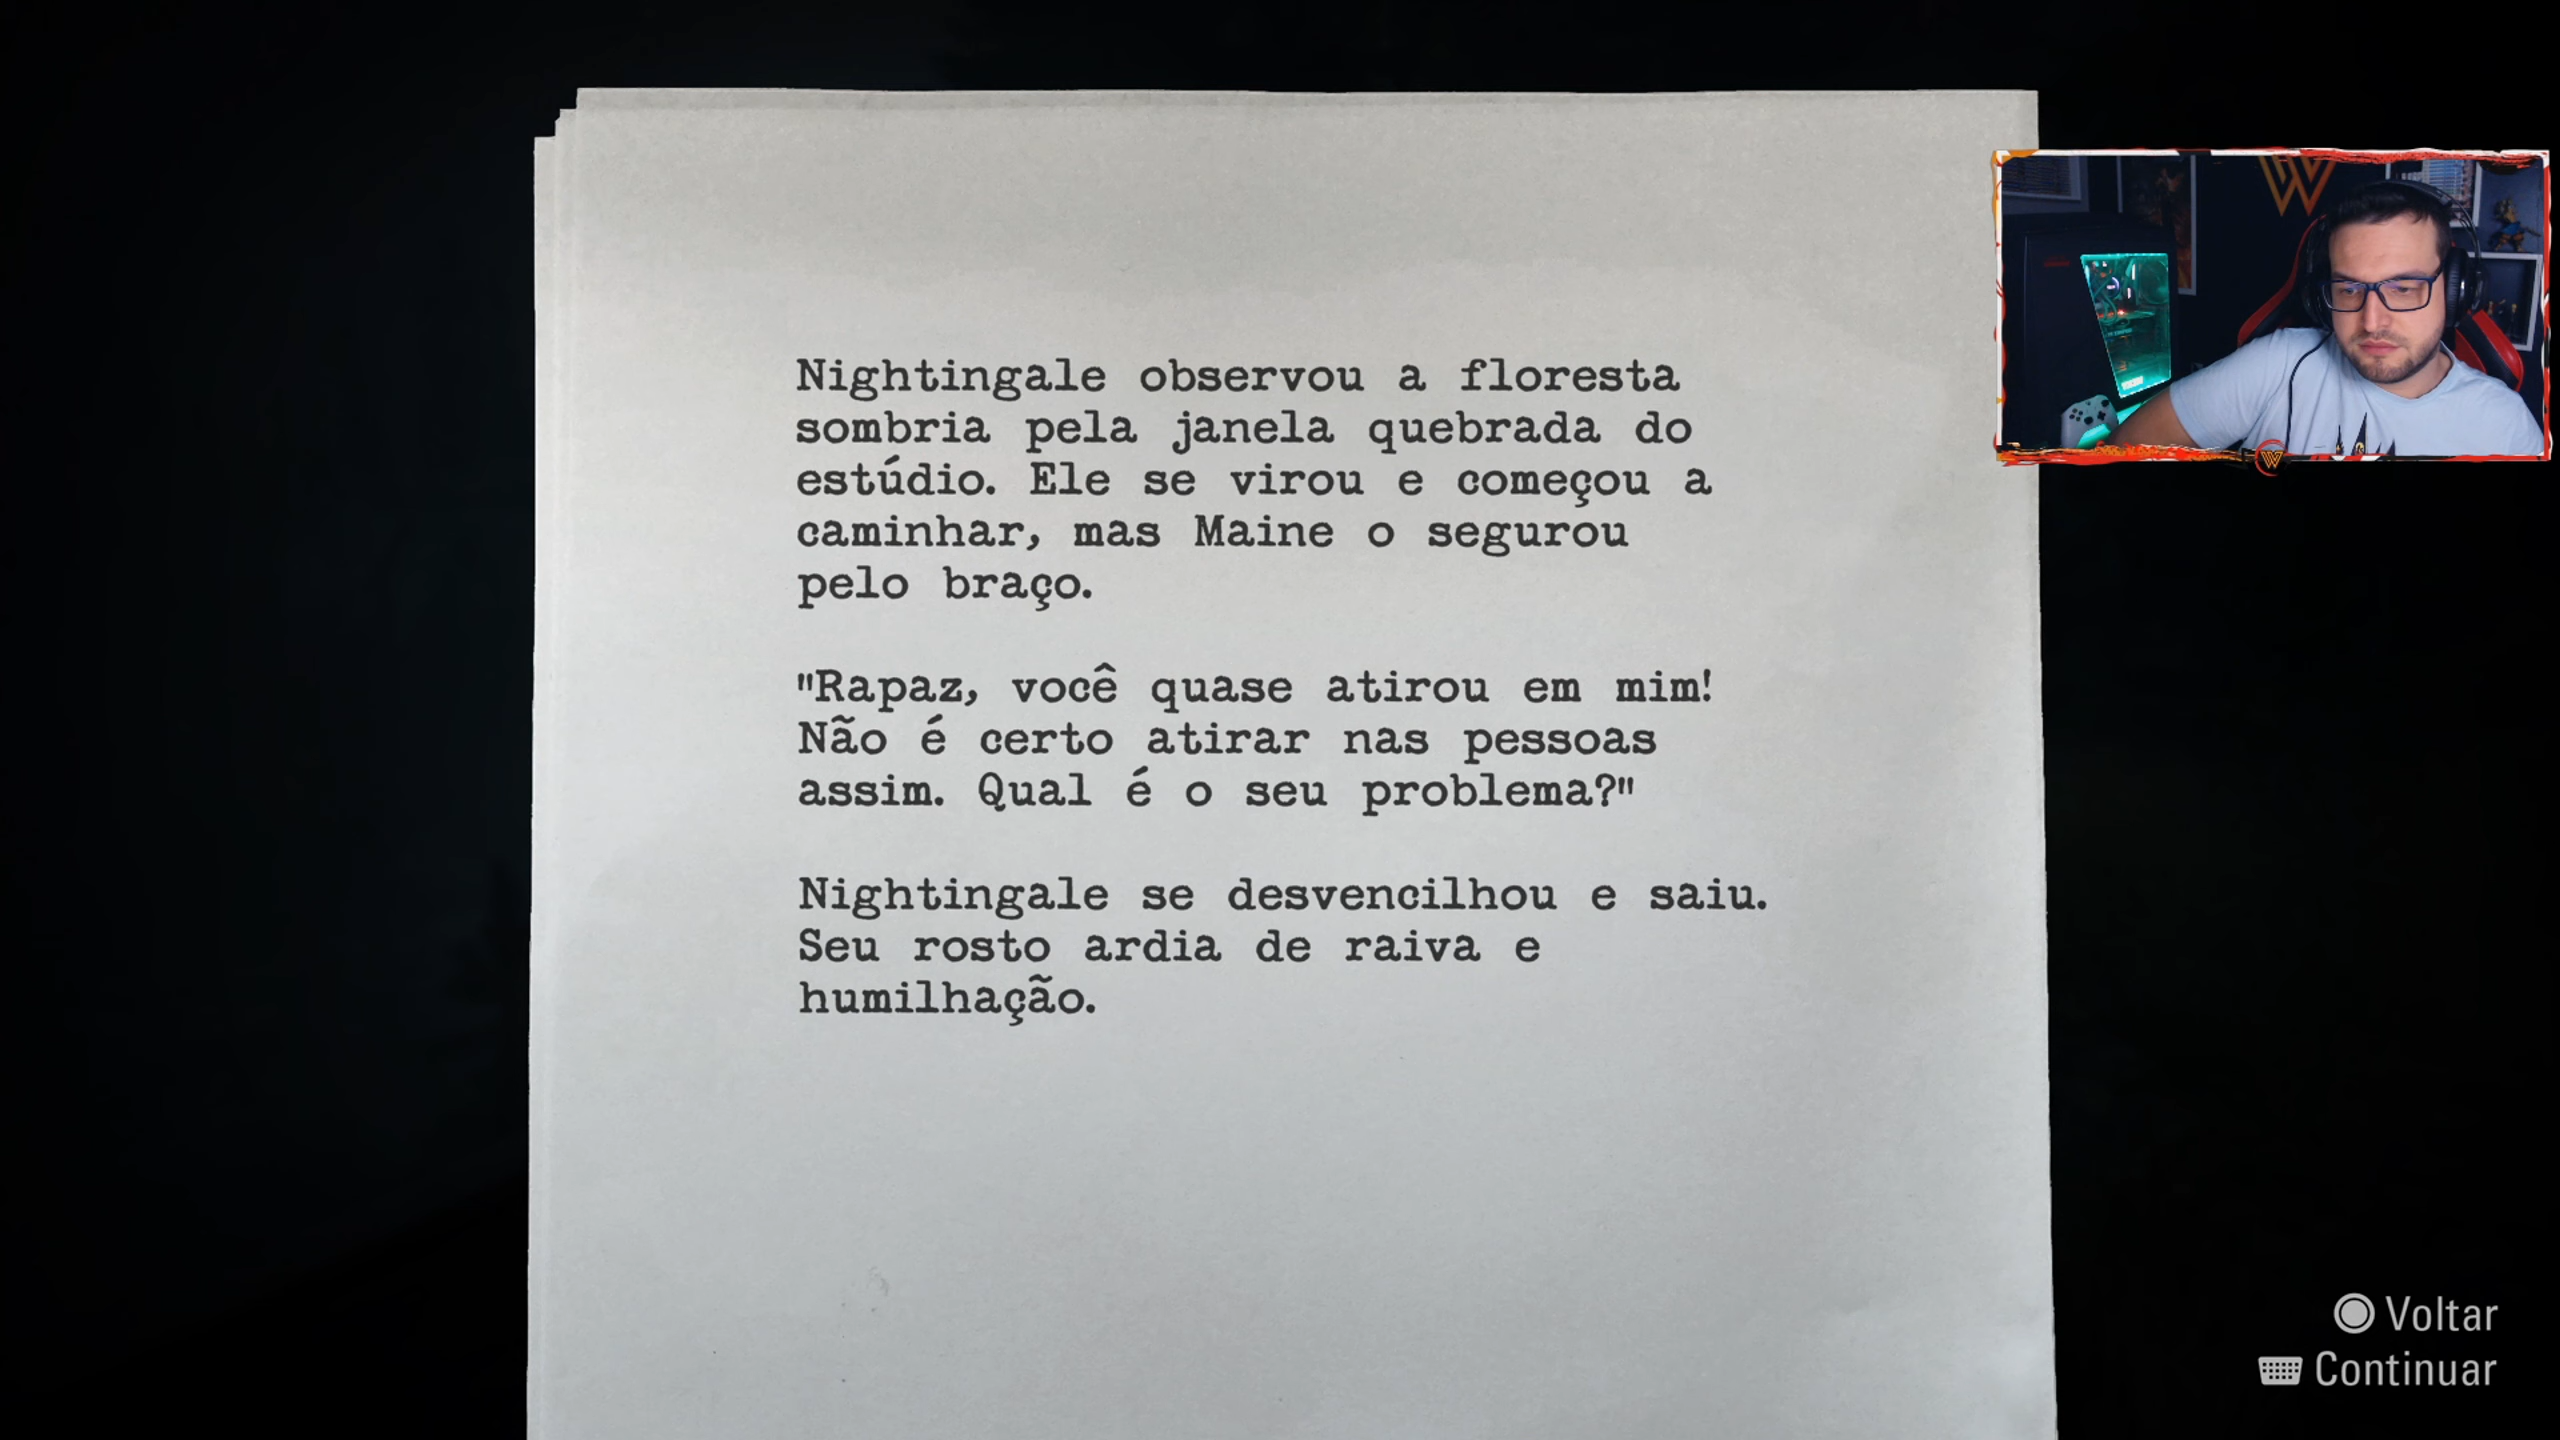 Nightingale observou a floresta
sombria pela janela quebrada do
estúdio. Ele se virou e começou a
caminhar, mas Maine o segurou
pelo braço.
"Rapaz, você quase atirou em mim!
Não é certo atirar nas pessoas
assim. Qual é o seu problema?"
Nightingale se desvencilhou e saiu.
Seu rosto ardia de raiva e
humilhação.
Voltar
Continuar